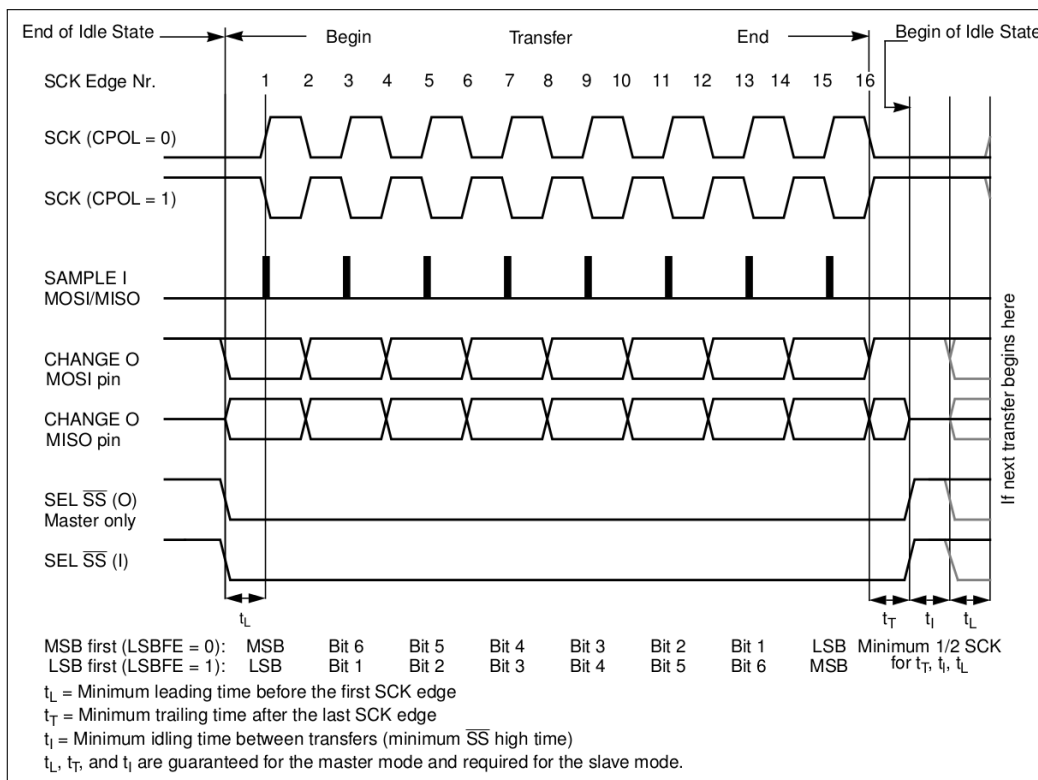 End of Idle State Begin Transfer End Begin of Idle State
SCK Edge Nr. 1 2 3 4 5 6 7 8 9 10 11 12 13 14 15 16
SCK (CPOL = 0)
SCK (CPOL = 1)
SAMPLE I
MOSI/MISO
CHANGE O
MOSI pin
CHANGE O
MISO pin
SEL SS (O)
Master only
SEL SS (I)
If next transfer begins here
tL tT tI tL
MSB first (LSBFE = 0): MSB Bit 6 Bit 5 Bit 4 Bit 3 Bit 2 Bit 1 LSB Minimum 1/2 SCK
LSB first (LSBFE = 1): LSB Bit 1 Bit 2 Bit 3 Bit 4 Bit 5 Bit 6 MSB for tT, tI, tL
tL = Minimum leading time before the first SCK edge
tT = Minimum trailing time after the last SCK edge
tI = Minimum idling time between transfers (minimum SS high time)
tL, tT, and tI are guaranteed for the master mode and required for the slave mode.